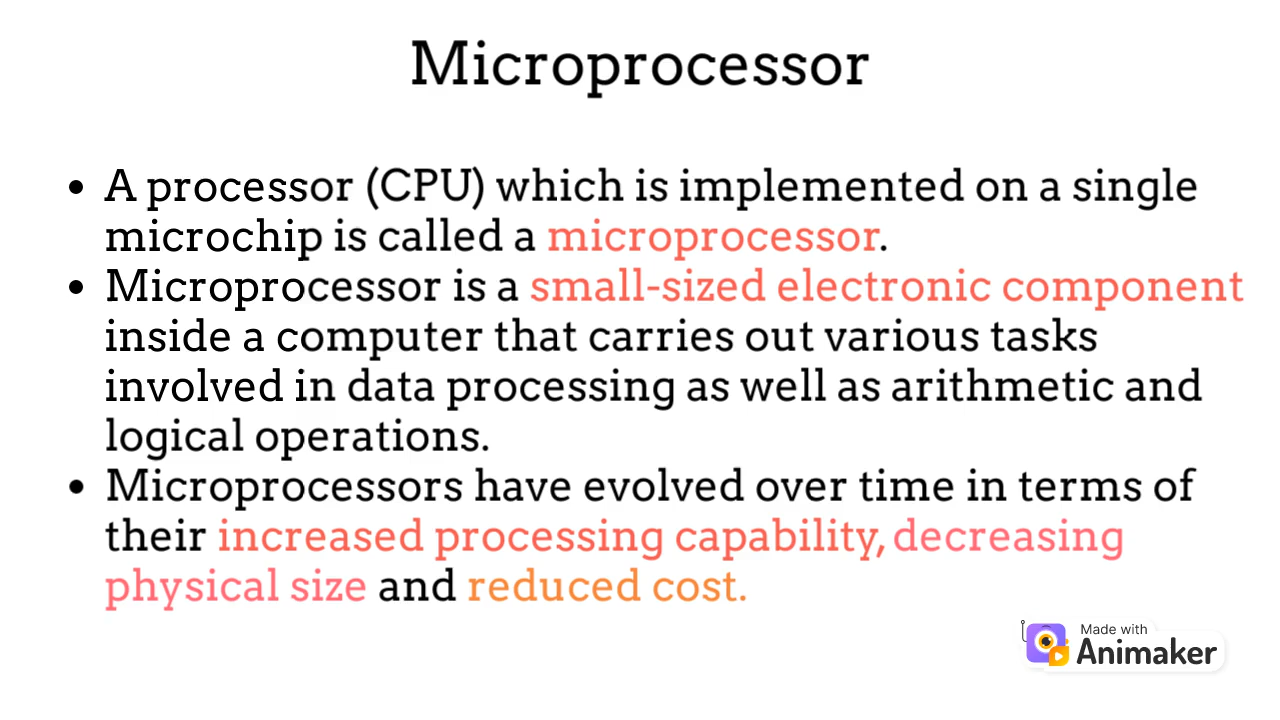 Microprocessor
• A processor (CPU) which is implemented on a single
microchip is called a microprocessor.
• Microprocessor is a small-sized electronic component
inside a computer that carries out various tasks
involved in data processing as well as arithmetic and
logical operations.
• Microprocessors have evolved over time in terms of
their increased processing capability, decreasing
physical size and reduced cost.
Made with
Animaker